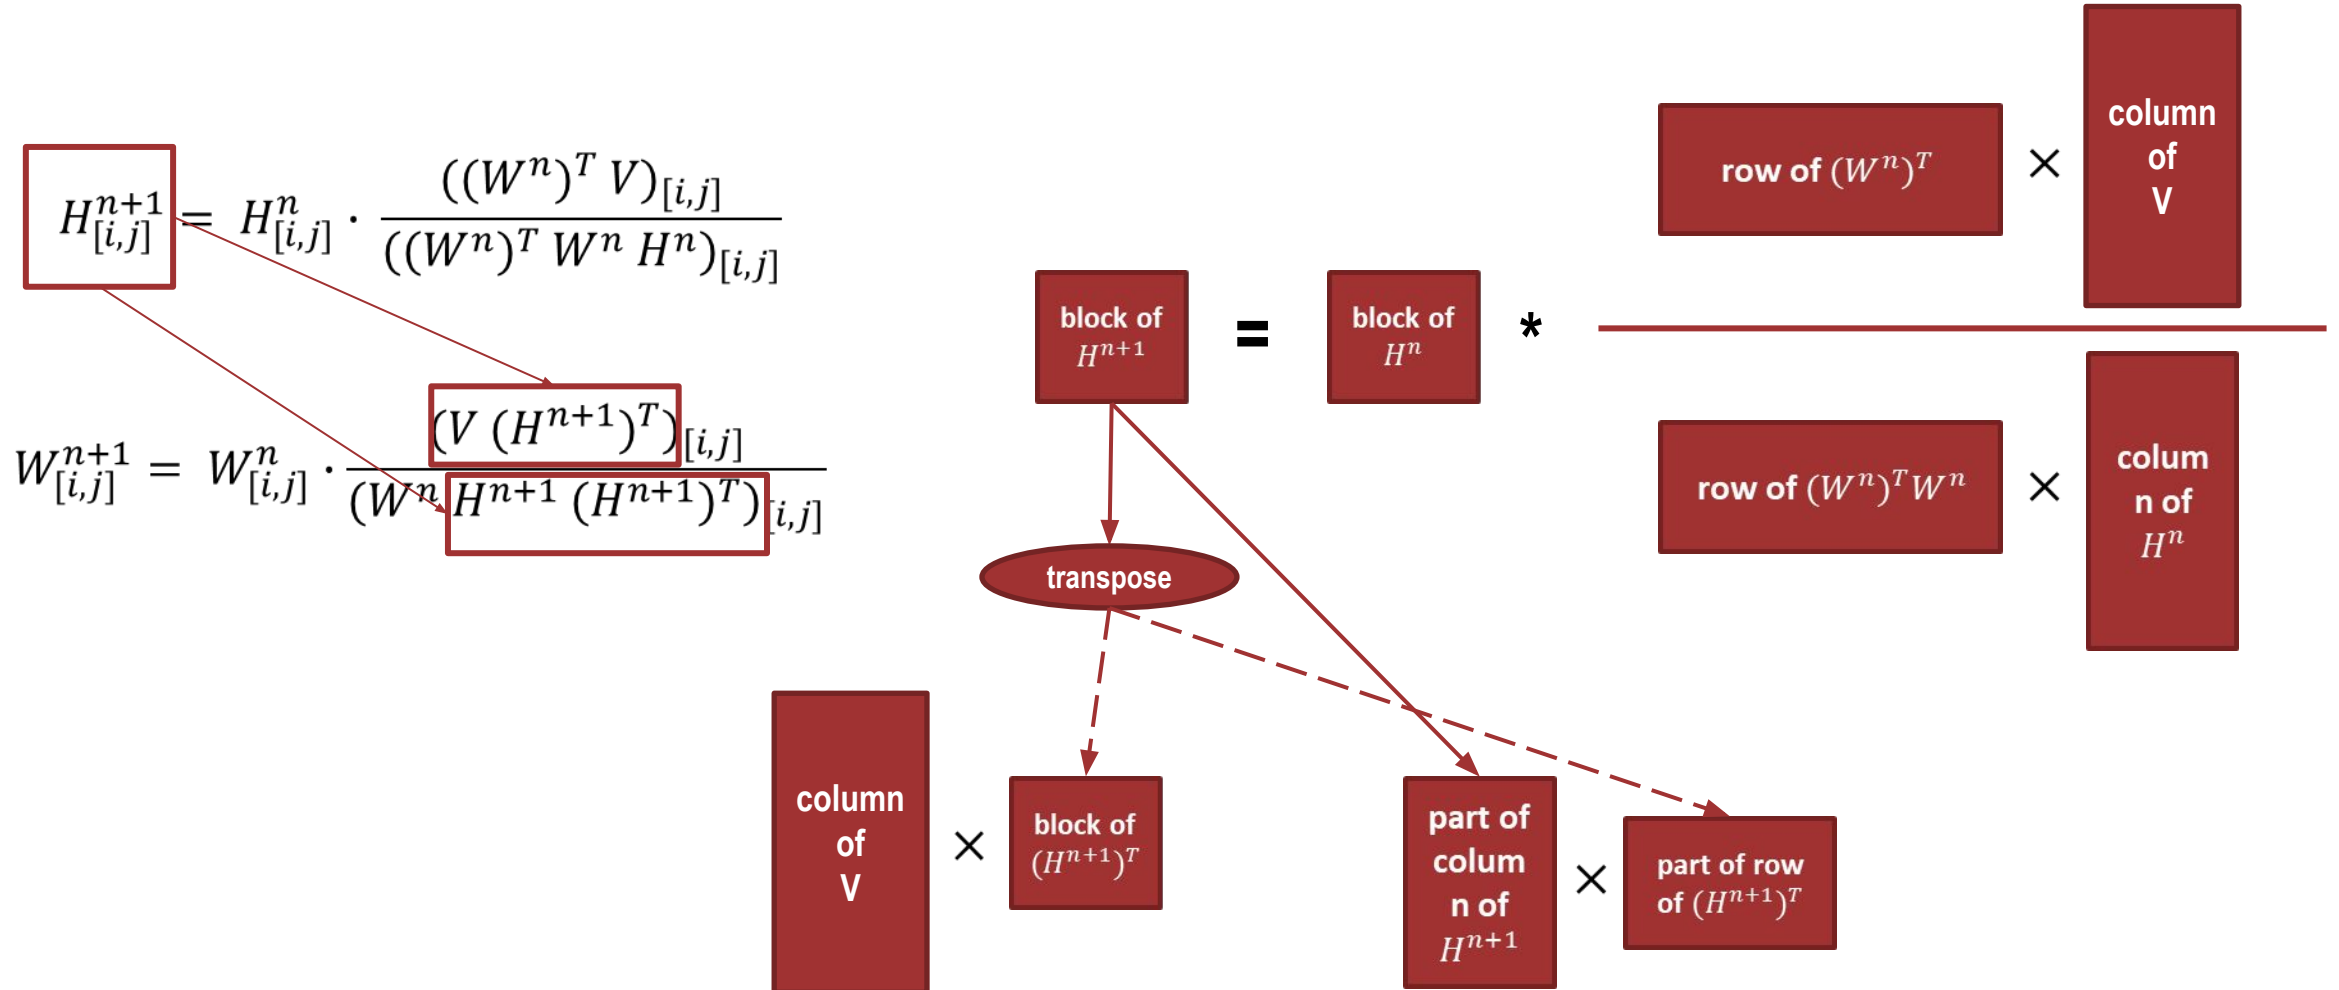 H^{n+1}_{[i,j]} = H^n_{[i,j]} · ((W^n)^T V)_{[i,j]} / ((W^n)^T W^n H^n)_{[i,j]}
W^{n+1}_{[i,j]} = W^n_{[i,j]} · (V (H^{n+1})^T)_{[i,j]} / (W^n H^{n+1} (H^{n+1})^T)_{[i,j]}
block of
H^{n+1}
=
block of
H^n
*
row of (W^n)^T
×
column
of
V
row of (W^n)^T W^n
×
colum
n of
H^n
transpose
column
of
V
×
block of
(H^{n+1})^T
part of
colum
n of
H^{n+1}
×
part of row
of (H^{n+1})^T